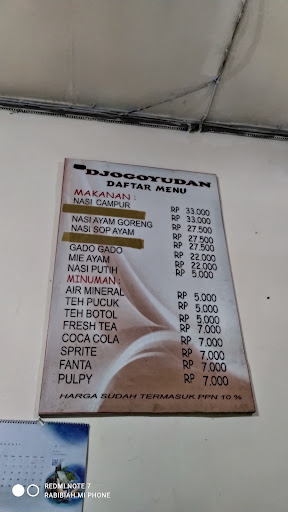 DJOGOYUDAN
DAFTAR MENU
MAKANAN :
NASI CAMPUR RP 33.000
RP 33.000
NASI AYAM GORENG RP 27.500
NASI SOP AYAM
RP 27.500
GADO GADO RP 22.000
MIE AYAM RP 22.000
NASI PUTIH RP 5.000
MINUMAN :
AIR MINERAL RP 5.000
TEH PUCUK RP 5.000
TEH BOTOL RP 5.000
FRESH TEA RP 7.000
COCA COLA RP 7.000
SPRITE RP 7.000
FANTA RP 7.000
PULPY RP 7.000
HARGA SUDAH TERMASUK PPN 10 %
REDMI NOTE 7
RABIBIAH.MI PHONE